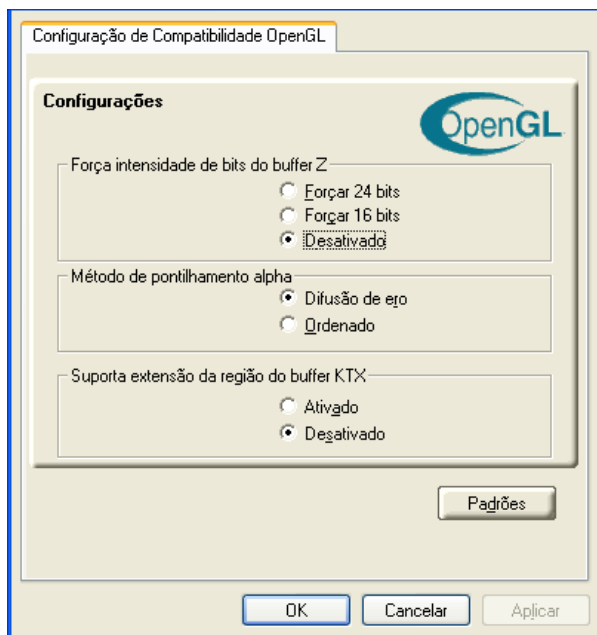 Configuração de Compatibilidade OpenGL
Configurações
OpenGL
Força intensidade de bits do buffer Z
Forçar 24 bits
Forçar 16 bits
Desativado
Método de pontilhamento alpha
Difusão de ero
Ordenado
Suporta extensão da região do buffer KTX
Ativado
Desativado
Padrões
OK
Cancelar
Aplicar